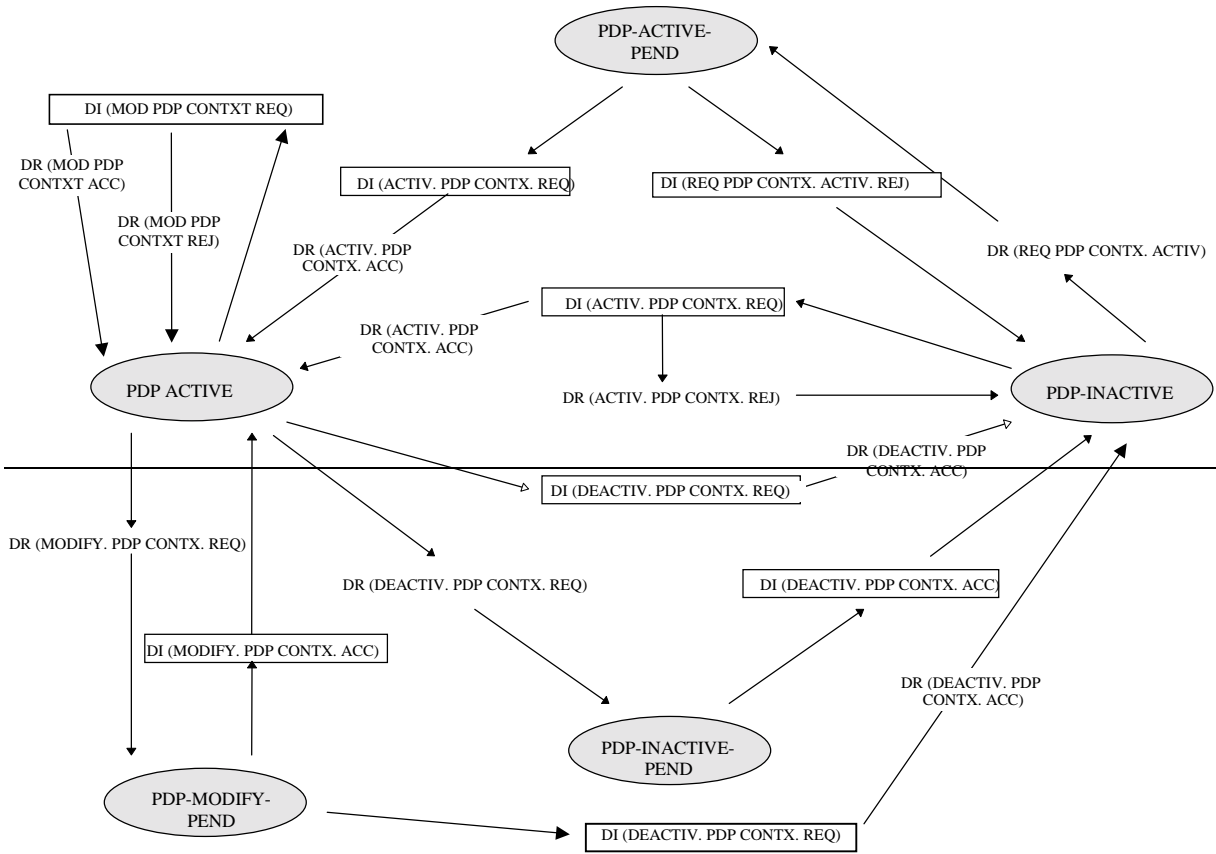 PDP-ACTIVE-
PEND
DI (MOD PDP CONTXT REQ)
DR (MOD PDP
CONTXT ACC)
DI (ACTIV. PDP CONTX. REQ)
DI (REQ PDP CONTX. ACTIV. REJ)
DR (MOD PDP
CONTXT REJ)
DR (ACTIV. PDP
CONTX. ACC)
DR (REQ PDP CONTX. ACTIV)
DI (ACTIV. PDP CONTX. REQ)
DR (ACTIV. PDP
CONTX. ACC)
PDP ACTIVE
DR (ACTIV. PDP CONTX. REJ)
PDP-INACTIVE
DR (DEACTIV. PDP
CONTX. ACC)
DI (DEACTIV. PDP CONTX. REQ)
DR (MODIFY. PDP CONTX. REQ)
DR (DEACTIV. PDP CONTX. REQ)
DI (DEACTIV. PDP CONTX. ACC)
DI (MODIFY. PDP CONTX. ACC)
DR (DEACTIV. PDP
CONTX. ACC)
PDP-INACTIVE-
PEND
PDP-MODIFY-
PEND
DI (DEACTIV. PDP CONTX. REQ)